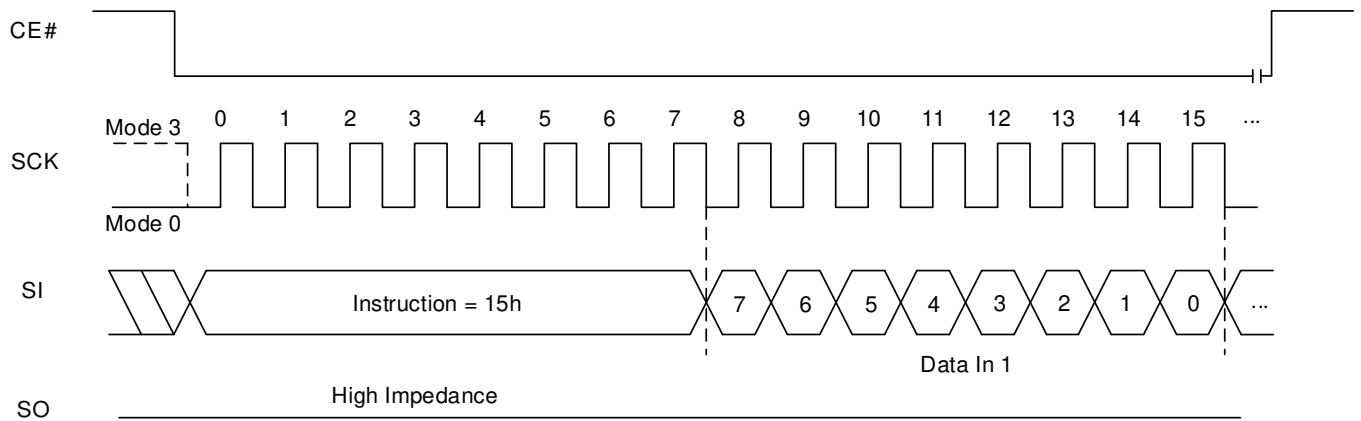 CE#
Mode 3 0 1 2 3 4 5 6 7 8 9 10 11 12 13 14 15 ...
SCK
Mode 0
SI Instruction = 15h 7 6 5 4 3 2 1 0 ...
Data In 1
High Impedance
SO